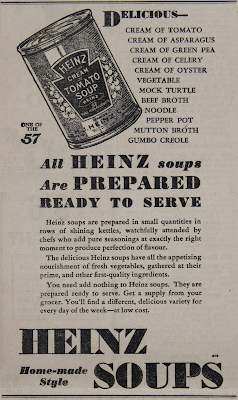 DELICIOUS—
CREAM OF TOMATO
CREAM OF ASPARAGUS
CREAM OF GREEN PEA
CREAM OF CELERY
CREAM OF OYSTER
VEGETABLE
MOCK TURTLE
BEEF BROTH
NOODLE
PEPPER POT
MUTTON BROTH
GUMBO CREOLE
HEINZ
CREAM
TOMATO
SOUP
ONE OF
THE
57
All HEINZ soups
Are PREPARED
READY TO SERVE
Heinz soups are prepared in small quantities in
rows of shining kettles, watchfully attended by
chefs who add pure seasonings at exactly the right
moment to produce perfection of flavour.
The delicious Heinz soups have all the appetizing
nourishment of fresh vegetables, gathered at their
prime, and other first-quality ingredients.
You need add nothing to Heinz soups. They are
prepared ready to serve. Get a supply from your
grocer. You'll find a different, delicious variety for
every day of the week—at low cost.
HEINZ
Home-made
Style
SOUPS